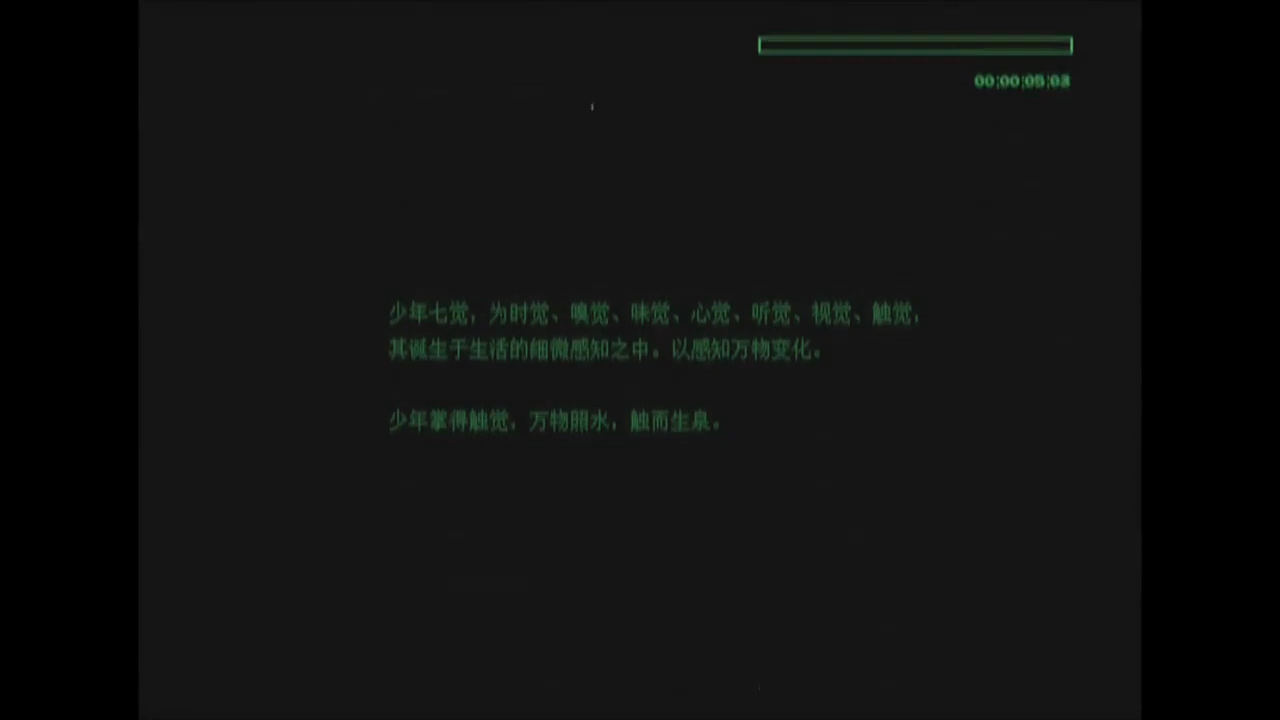 00;00;05;03
少年七觉，为时觉、嗅觉、味觉、心觉、听觉、视觉、触觉，
其诞生于生活的细微感知之中。以感知万物变化。
少年掌得触觉，万物照水，触而生泉。